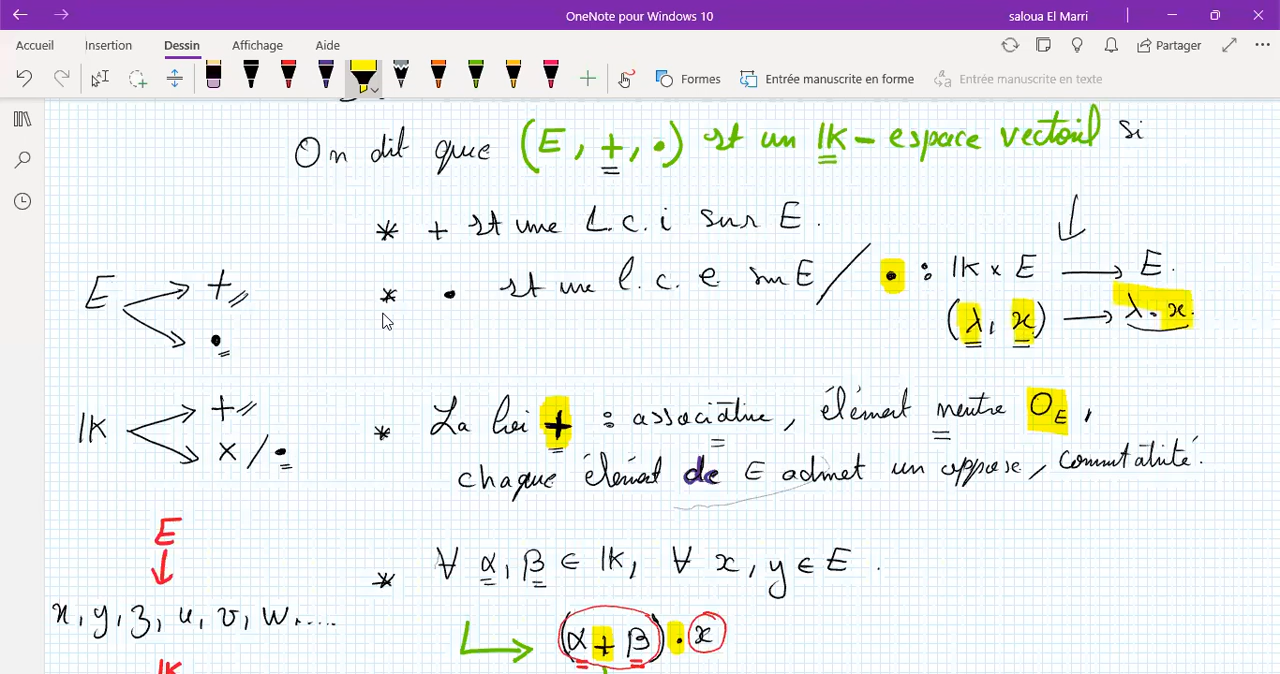 OneNote pour Windows 10
saloua El Marri
Accueil Insertion Dessin Affichage Aide
Partager
Formes
Entrée manuscrite en forme
Entrée manuscrite en texte
On dit que (E, +, •) est un IK - espace vectoriel si
* + est une L.c.i sur E.
* • est une l.c.e sur E / • : IK × E → E.
(λ, x) → λ . x
E → +
→ •
IK → +
→ × / •
* La loi + : associative, élément neutre 0_E,
chaque élément de E admet un opposé, commutativité.
* ∀ α, β ∈ IK, ∀ x, y ∈ E.
(α + β) • x
E
↓
x, y, z, u, v, w, ....
IK